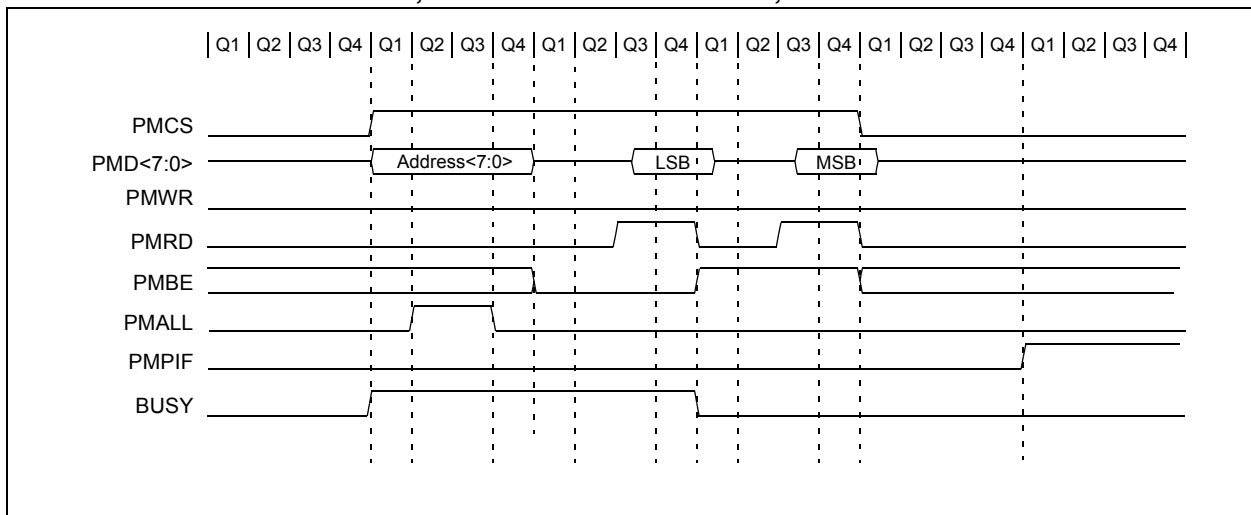 Q1 Q2 Q3 Q4 Q1 Q2 Q3 Q4 Q1 Q2 Q3 Q4 Q1 Q2 Q3 Q4 Q1 Q2 Q3 Q4 Q1 Q2 Q3 Q4
PMCS
PMD<7:0> Address<7:0> LSB MSB
PMWR
PMRD
PMBE
PMALL
PMPIF
BUSY